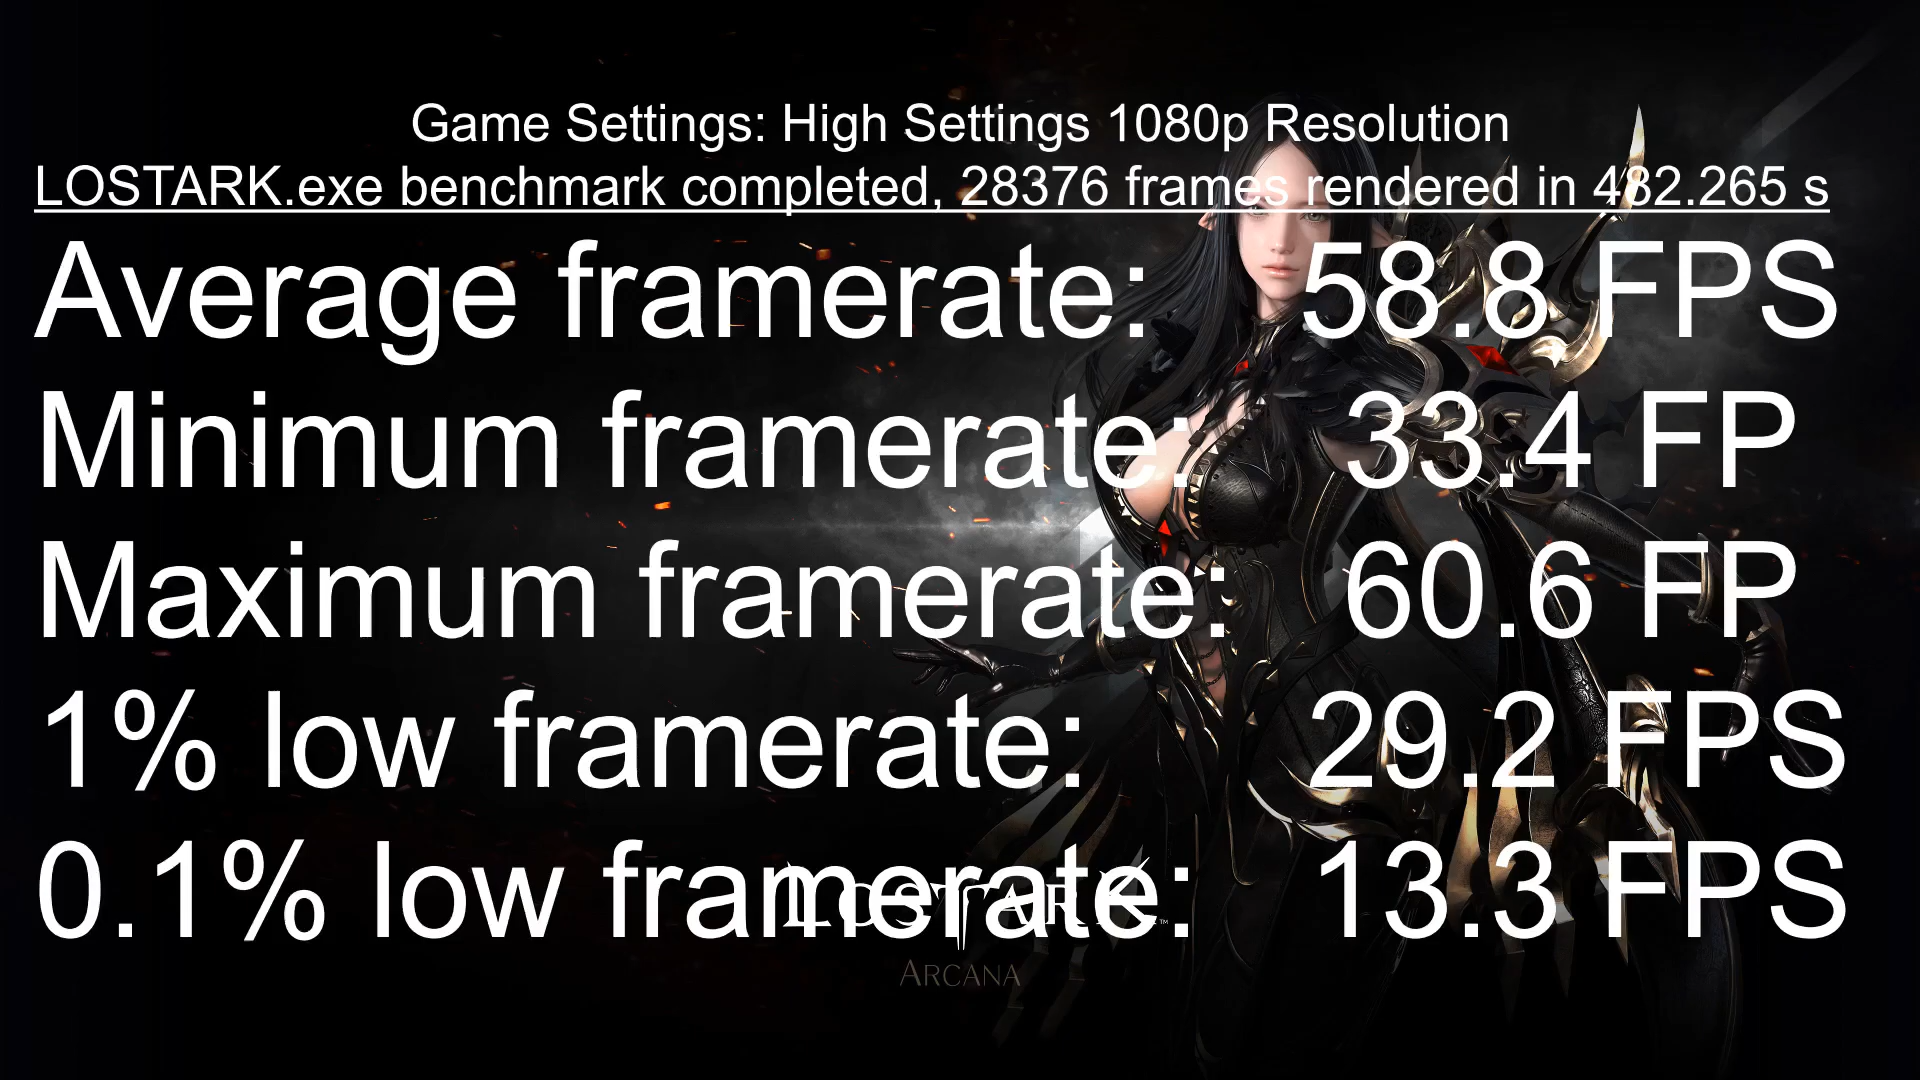 Game Settings: High Settings 1080p Resolution
LOSTARK.exe benchmark completed, 28376 frames rendered in 482.265 s
Average framerate: 58.8 FPS
Minimum framerate: 33.4 FP
Maximum framerate: 60.6 FP
1% low framerate: 29.2 FPS
0.1% low framerate: 13.3 FPS
LOST ARK™
ARCANA